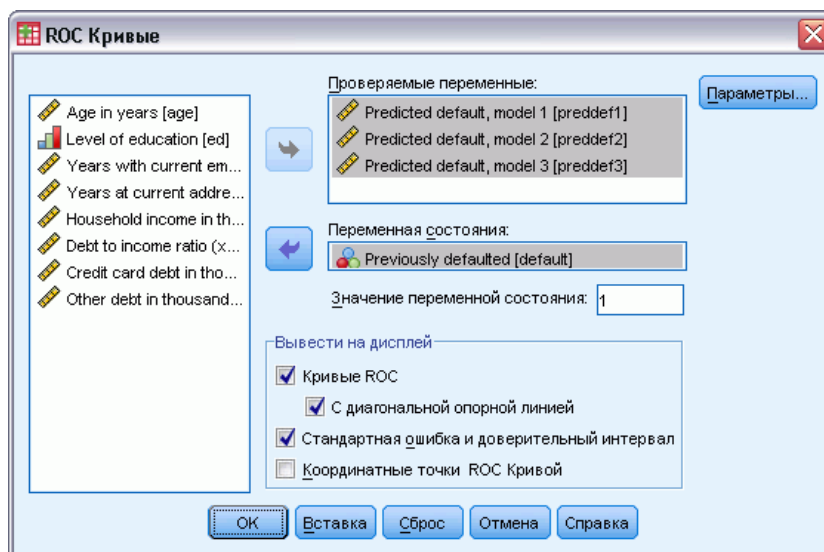 ROC Кривые
Age in years [age]
Level of education [ed]
Years with current em...
Years at current addre...
Household income in th...
Debt to income ratio (x...
Credit card debt in tho...
Other debt in thousand...
Проверяемые переменные:
Predicted default, model 1 [preddef1]
Predicted default, model 2 [preddef2]
Predicted default, model 3 [preddef3]
Параметры...
Переменная состояния:
Previously defaulted [default]
Значение переменной состояния: 1
Вывести на дисплей
Кривые ROC
С диагональной опорной линией
Стандартная ошибка и доверительный интервал
Координатные точки ROC Кривой
OK Вставка Сброс Отмена Справка